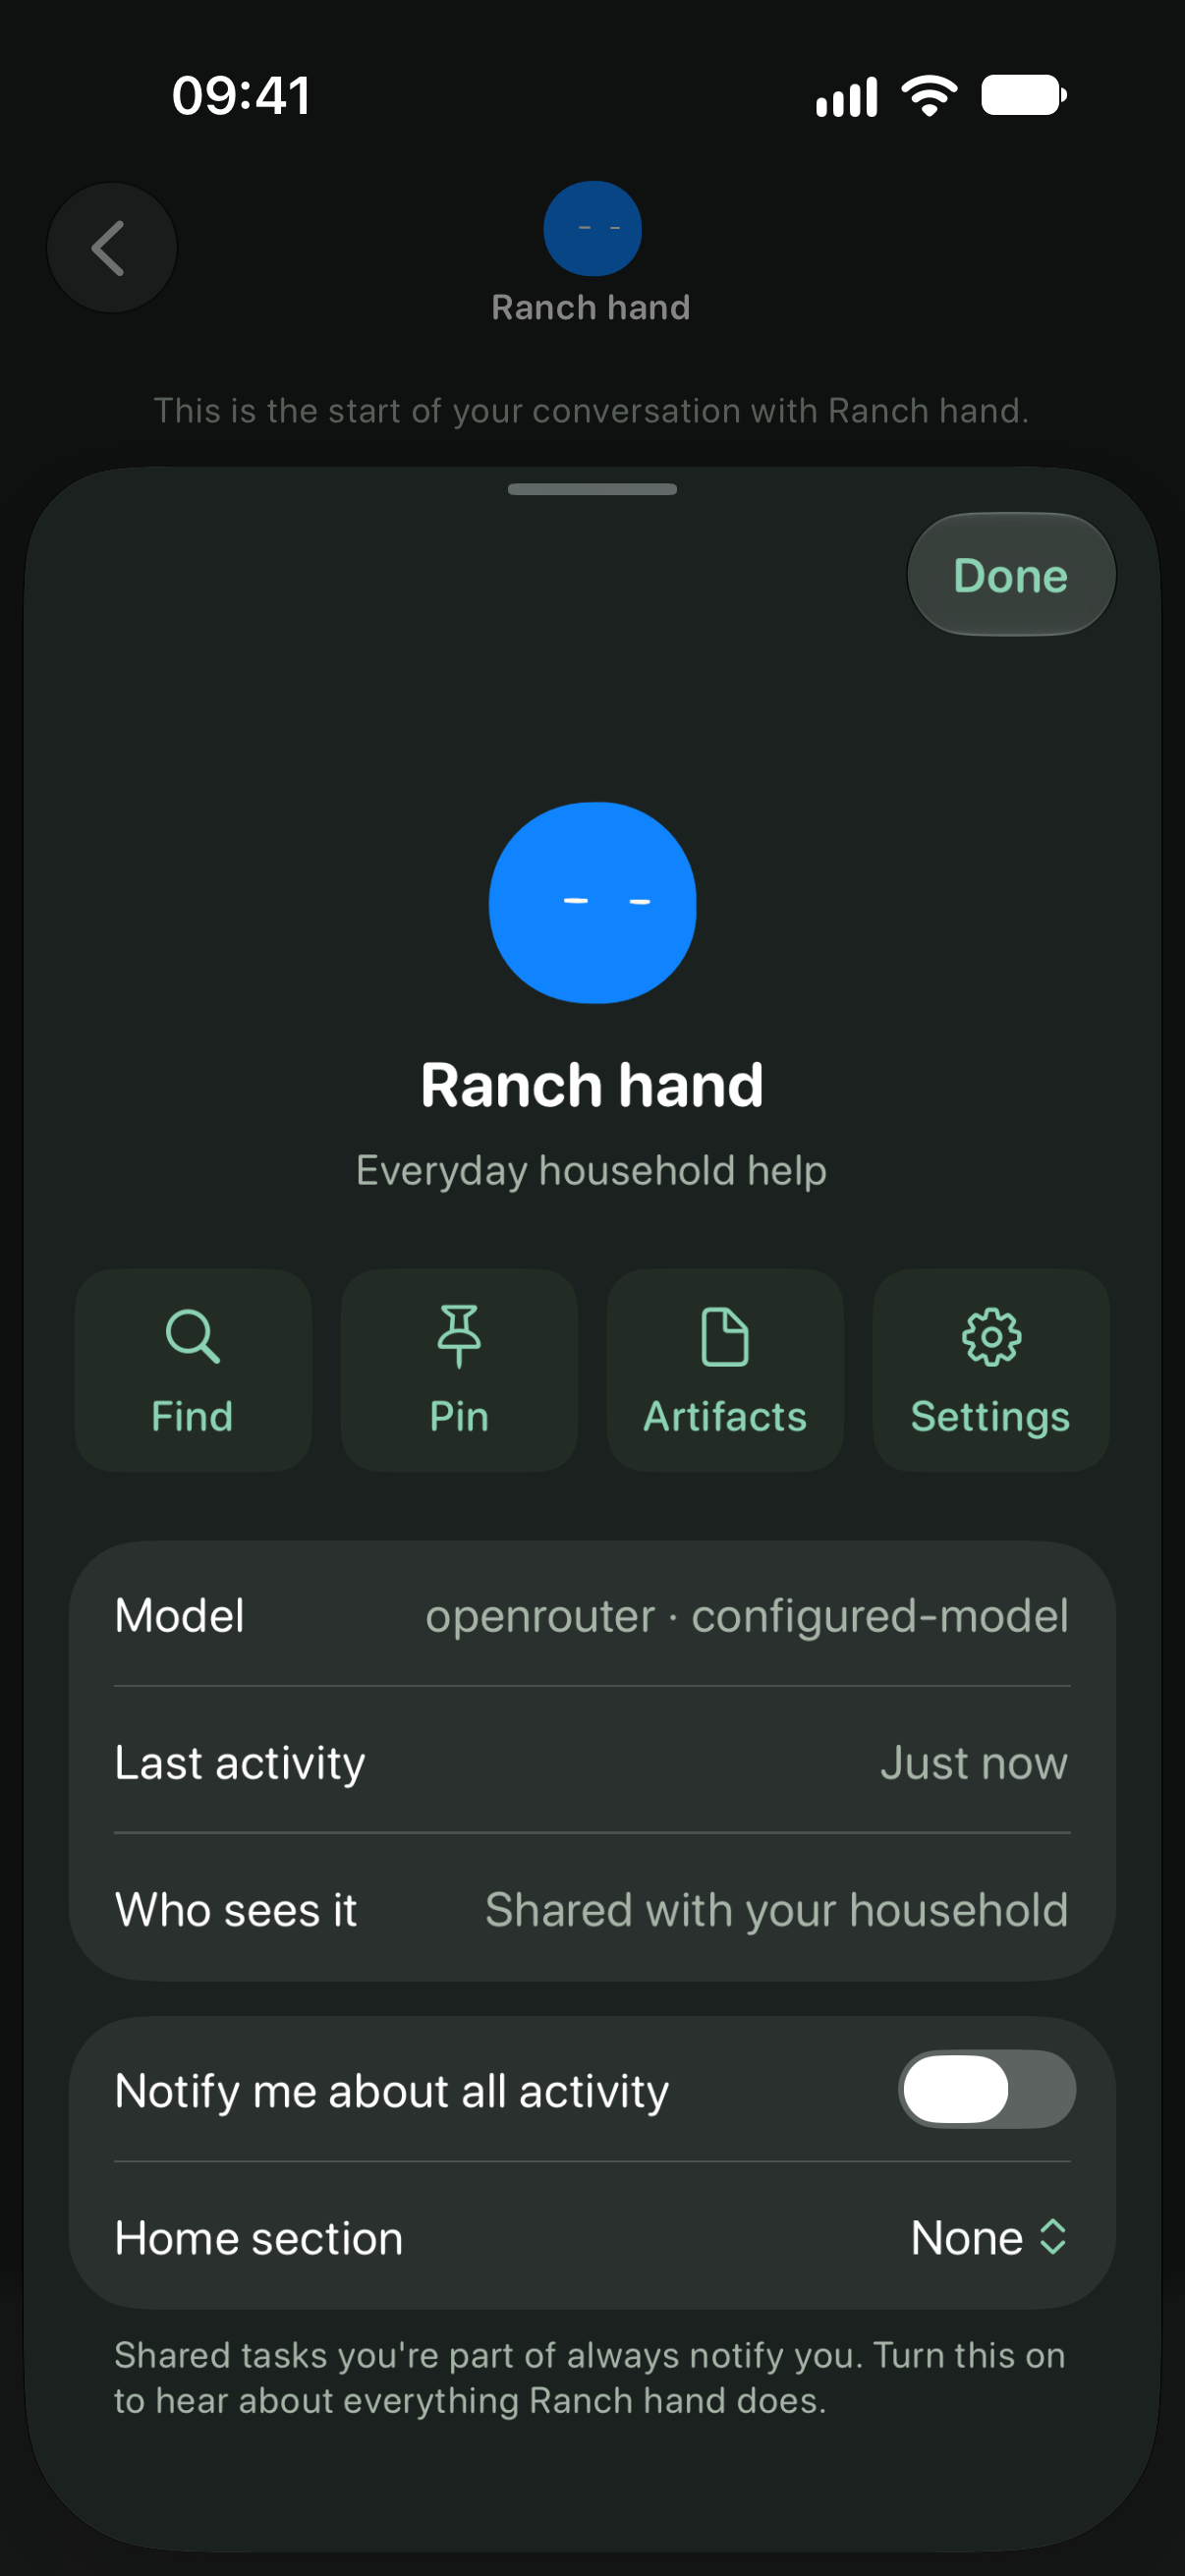 09:41
Ranch hand
This is the start of your conversation with Ranch hand.
Done
Ranch hand
Everyday household help
Find
Pin
Artifacts
Settings
Model
openrouter · configured-model
Last activity
Just now
Who sees it
Shared with your household
Notify me about all activity
Home section
None
Shared tasks you're part of always notify you. Turn this on
to hear about everything Ranch hand does.